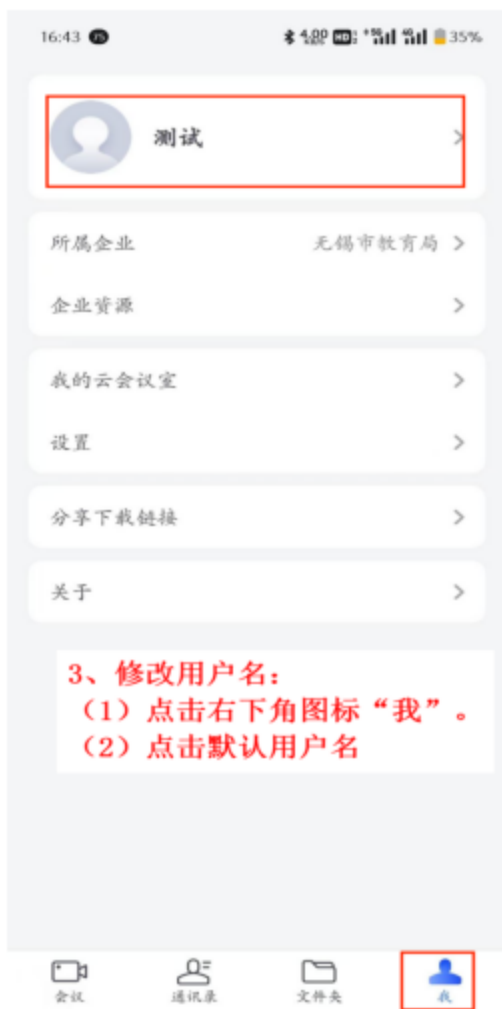 16:43
35%
测试
所属企业 无锡市教育局
企业资源
我的云会议室
设置
分享下载链接
关于
3、修改用户名：
（1）点击右下角图标“我”。
（2）点击默认用户名
会议 通讯录 文件夹 我